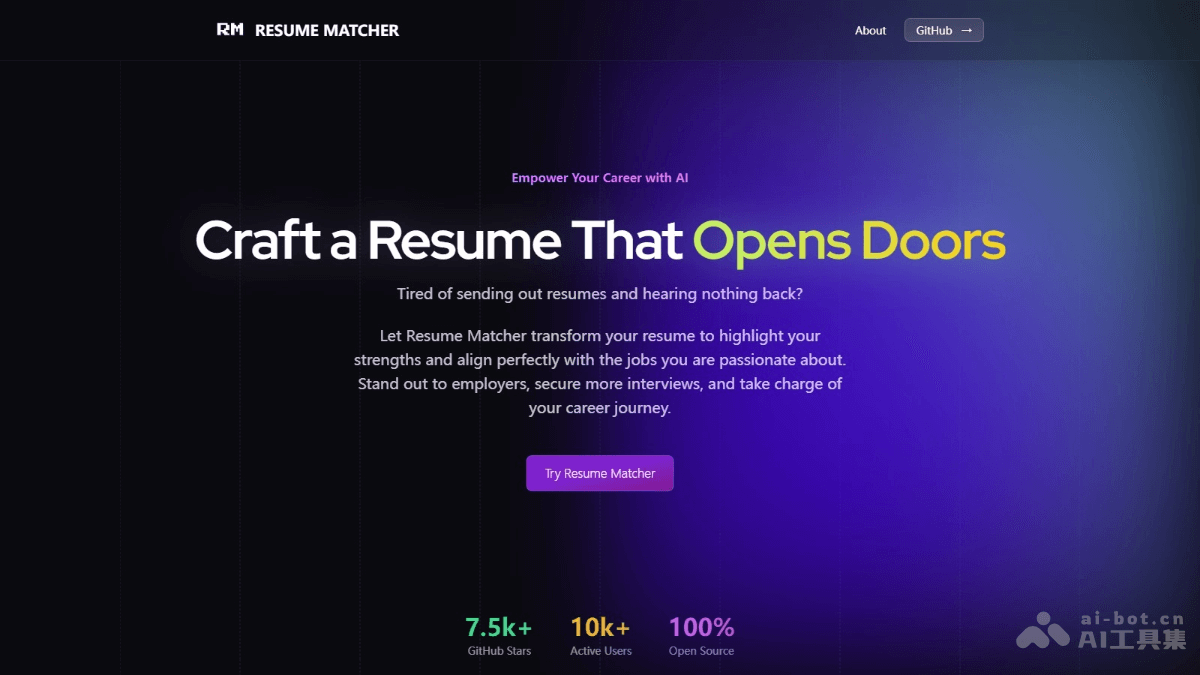 RM RESUME MATCHER
About
GitHub →
Empower Your Career with AI
Craft a Resume That Opens Doors
Tired of sending out resumes and hearing nothing back?
Let Resume Matcher transform your resume to highlight your
strengths and align perfectly with the jobs you are passionate about.
Stand out to employers, secure more interviews, and take charge of
your career journey.
Try Resume Matcher
7.5k+
GitHub Stars
10k+
Active Users
100%
Open Source
ai-bot.cn
AI工具集